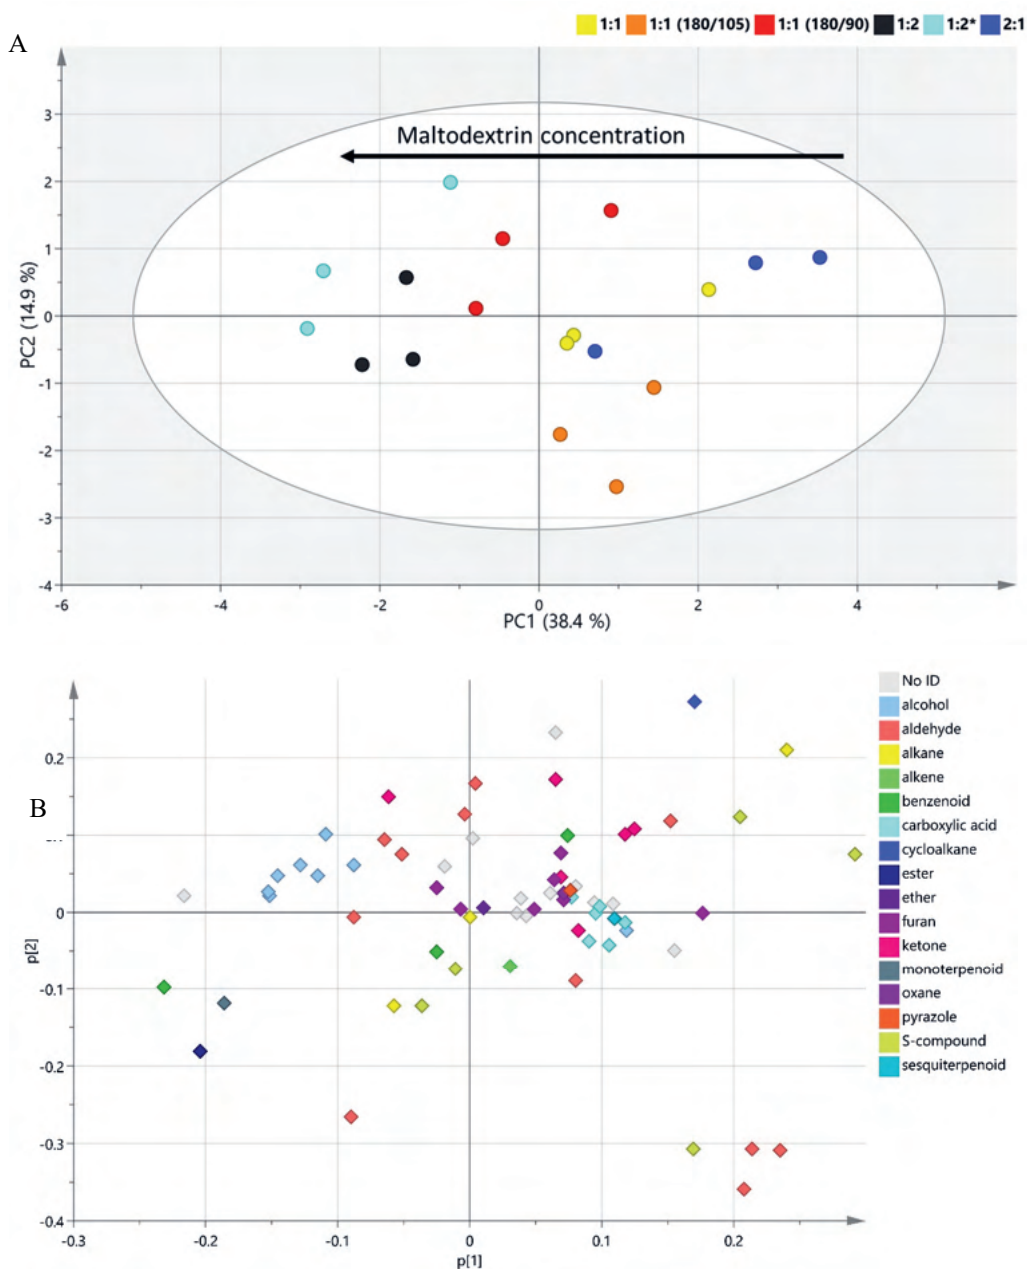 1:1 1:1 (180/105) 1:1 (180/90) 1:2 1:2* 2:1
A
Maltodextrin concentration
3
2
1
0
-1
-2
-3
-4
PC2 (14.9 %)
-6 -4 -2 0 2 4
PC1 (38.4 %)
B
No ID
alcohol
aldehyde
alkane
alkene
benzenoid
carboxylic acid
cycloalkane
ester
ether
furan
ketone
monoterpenoid
oxane
pyrazole
S-compound
sesquiterpenoid
0.2
0
-0.1
-0.2
-0.3
-0.4
p[2]
-0.3 -0.2 -0.1 0 0.1 0.2
p[1]